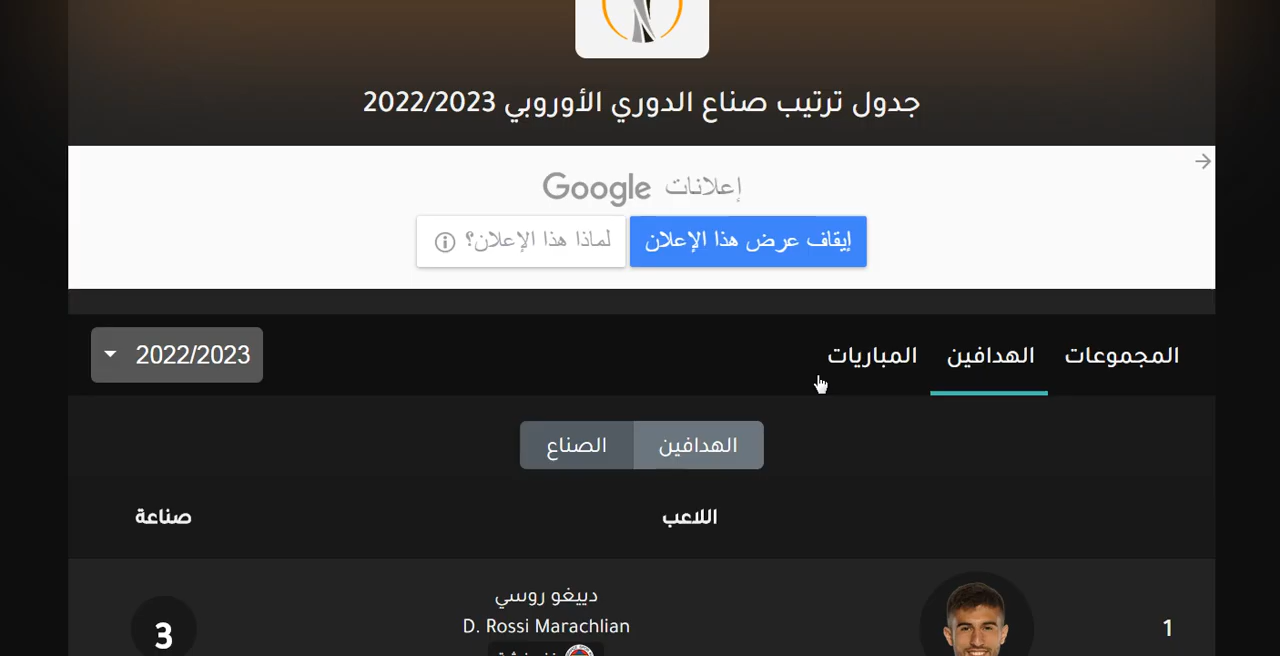 جدول ترتيب صناع الدوري الأوروبي 2022/2023
إعلانات Google
إيقاف عرض هذا الإعلان
لماذا هذا الإعلان؟
المجموعات
الهدافين
المباريات
2022/2023
الهدافين
الصناع
اللاعب
صناعة
1
دييغو روسي
D. Rossi Marachlian
3